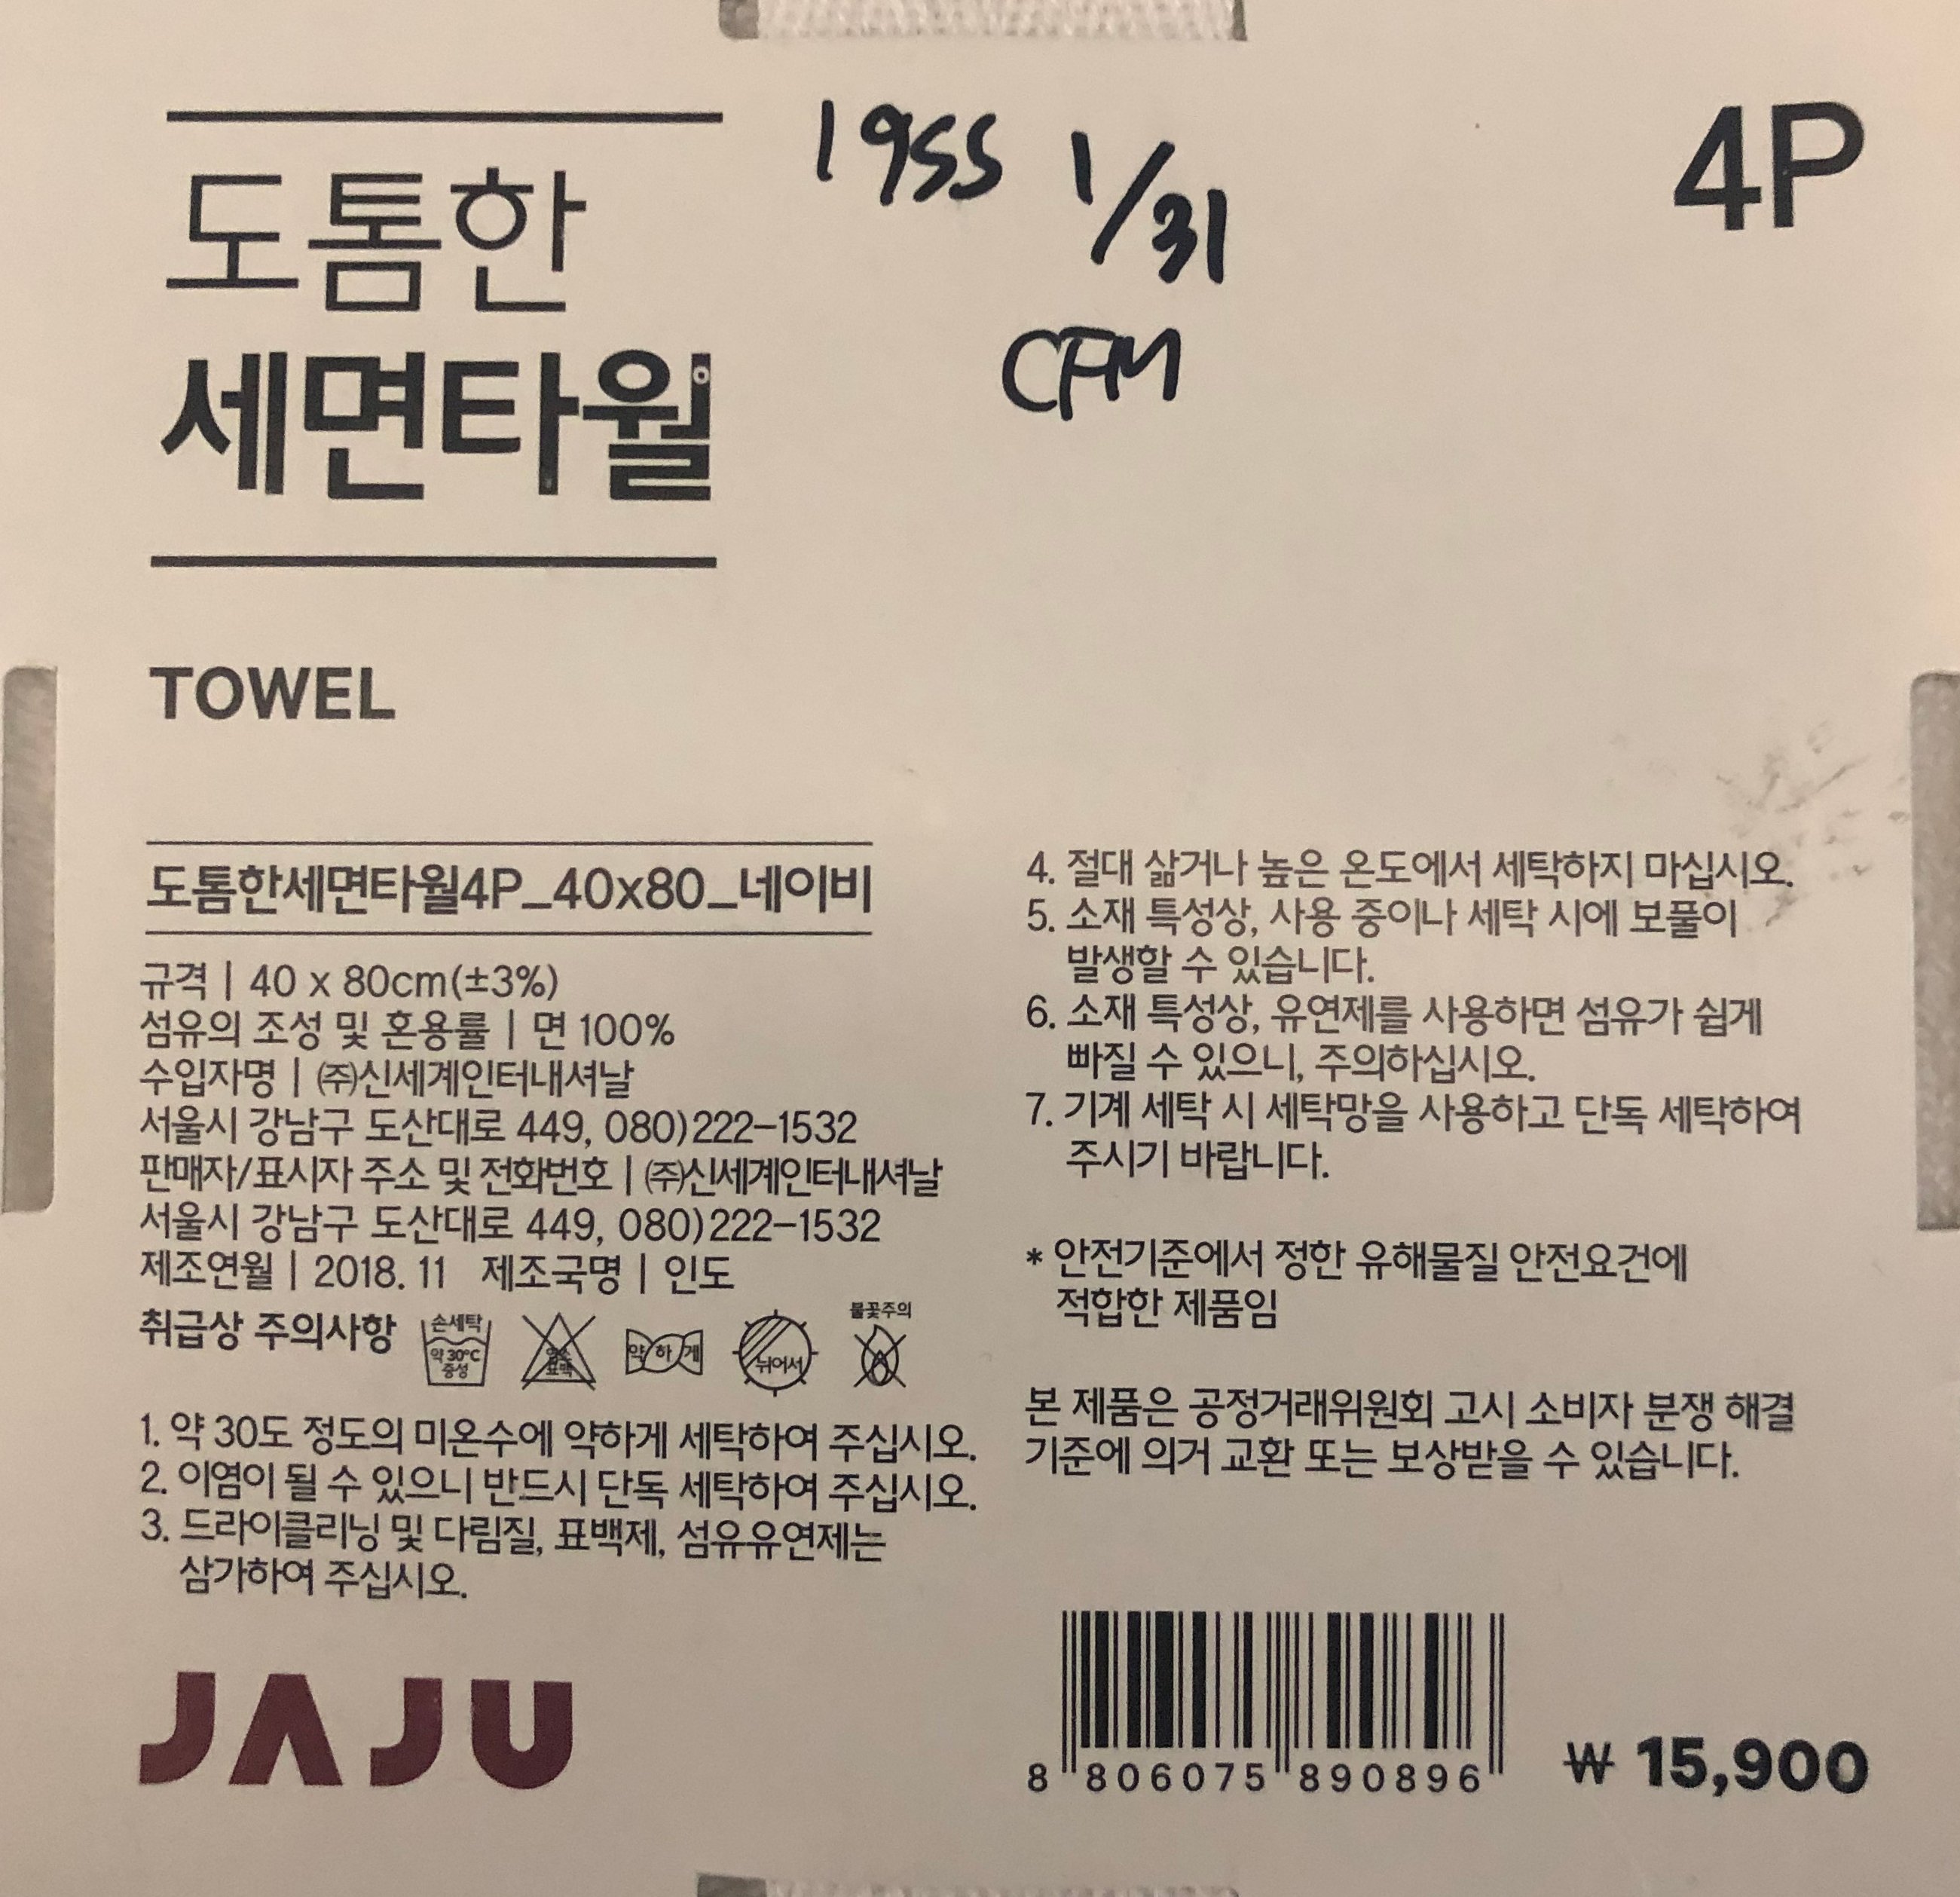 도톰한
세면타월
1955 1/31
CFM
4P
TOWEL
도톰한세면타월4P_40x80_네이비
규격 | 40 x 80cm(±3%)
섬유의 조성 및 혼용률 | 면 100%
수입자명 | ㈜신세계인터내셔날
서울시 강남구 도산대로 449, 080)222-1532
판매자/표시자 주소 및 전화번호 | ㈜신세계인터내셔날
서울시 강남구 도산대로 449, 080)222-1532
제조연월 | 2018. 11 제조국명 | 인도
취급상 주의사항
손세탁
약 30℃
중성
염소
표백
약하게
뉘어서
불꽃주의
1. 약 30도 정도의 미온수에 약하게 세탁하여 주십시오.
2. 이염이 될 수 있으니 반드시 단독 세탁하여 주십시오.
3. 드라이클리닝 및 다림질, 표백제, 섬유유연제는
삼가하여 주십시오.
4. 절대 삶거나 높은 온도에서 세탁하지 마십시오.
5. 소재 특성상, 사용 중이나 세탁 시에 보풀이
발생할 수 있습니다.
6. 소재 특성상, 유연제를 사용하면 섬유가 쉽게
빠질 수 있으니, 주의하십시오.
7. 기계 세탁 시 세탁망을 사용하고 단독 세탁하여
주시기 바랍니다.
* 안전기준에서 정한 유해물질 안전요건에
적합한 제품임
본 제품은 공정거래위원회 고시 소비자 분쟁 해결
기준에 의거 교환 또는 보상받을 수 있습니다.
JAJU
8 806075 890896
₩ 15,900